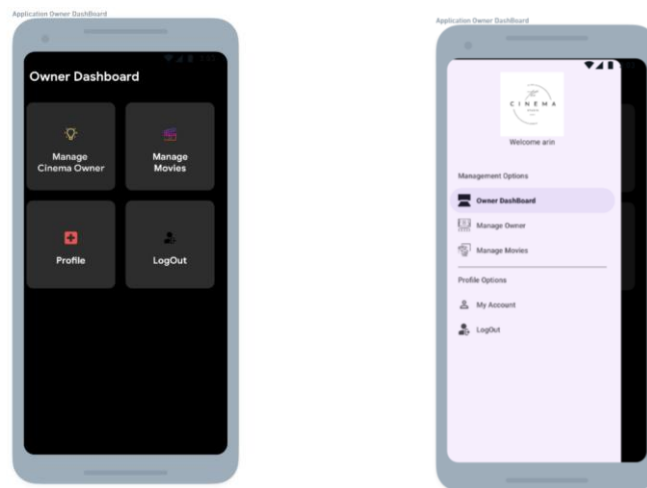 Application Owner DashBoard
Owner Dashboard
Manage
Cinema Owner
Manage
Movies
Profile
LogOut
Application Owner DashBoard
CINEMA
Welcome arin
Management Options
Owner DashBoard
Manage Owner
Manage Movies
Profile Options
My Account
LogOut